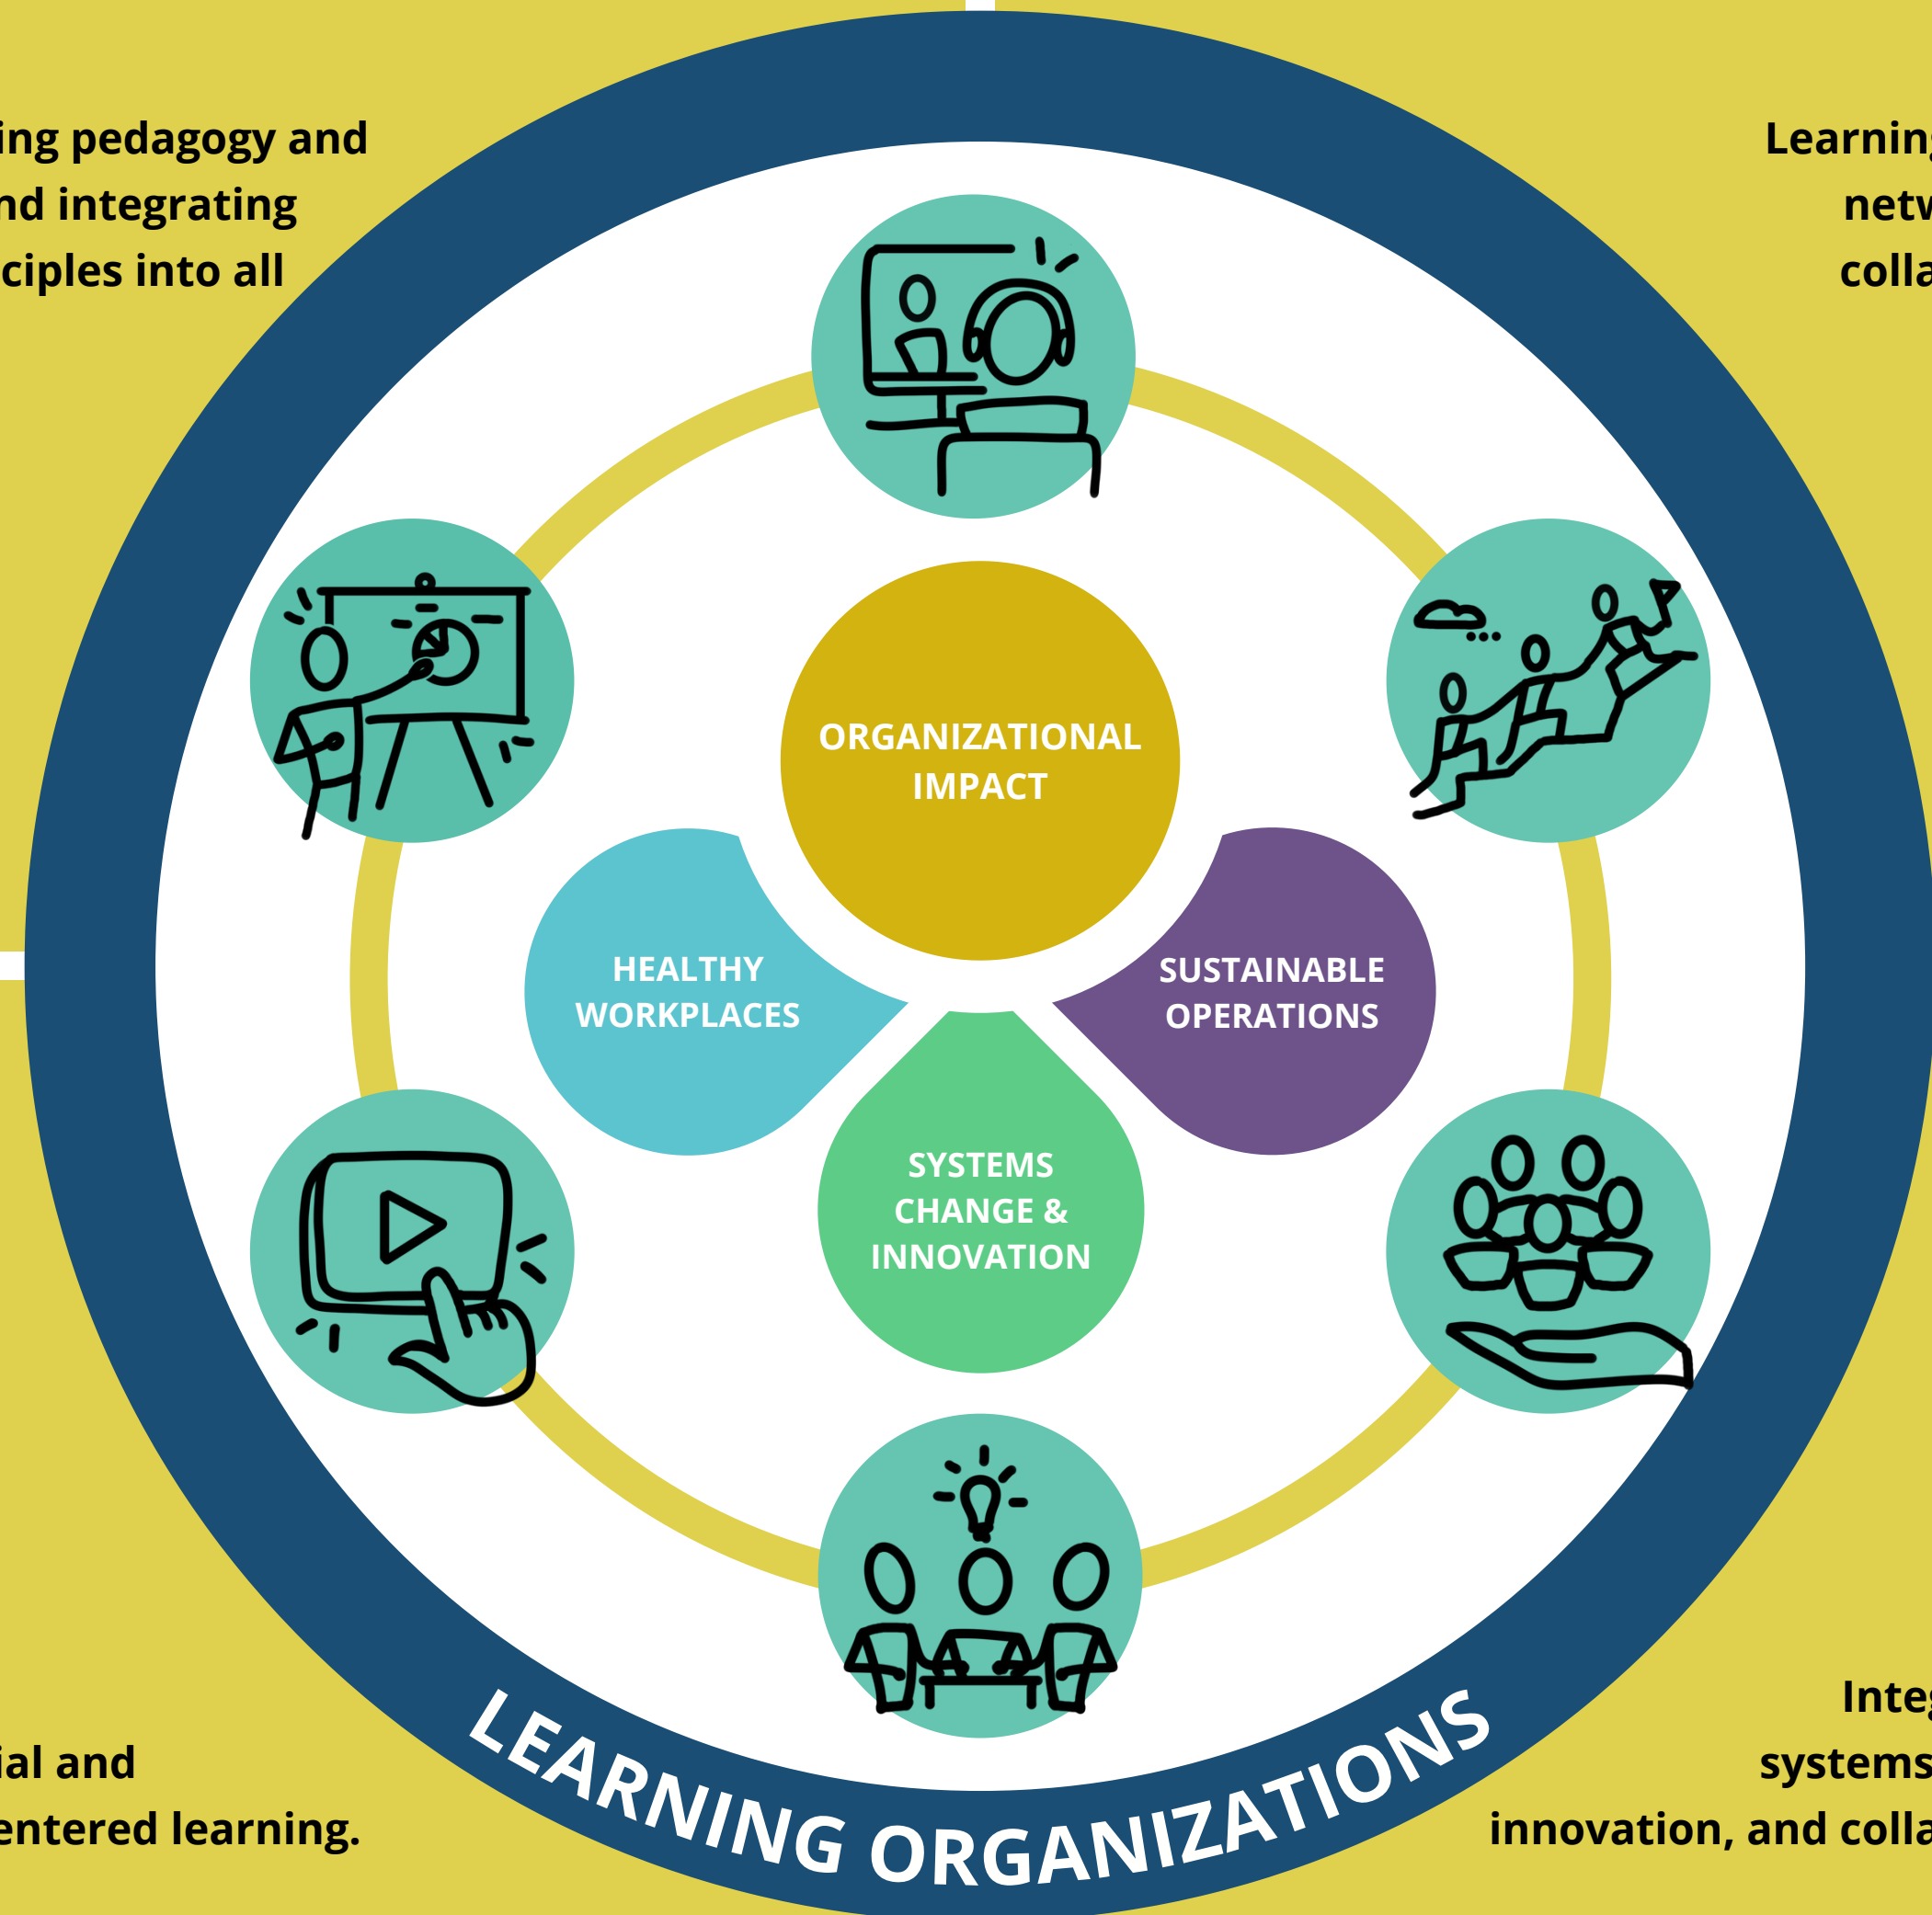 ing pedagogy and
nd integrating
ciples into all
Learning
netw
colla
ORGANIZATIONAL
IMPACT
HEALTHY
WORKPLACES
SUSTAINABLE
OPERATIONS
SYSTEMS
CHANGE &
INNOVATION
ial and
entered learning.
Integ
systems
innovation, and colla
LEARNING ORGANIZATIONS